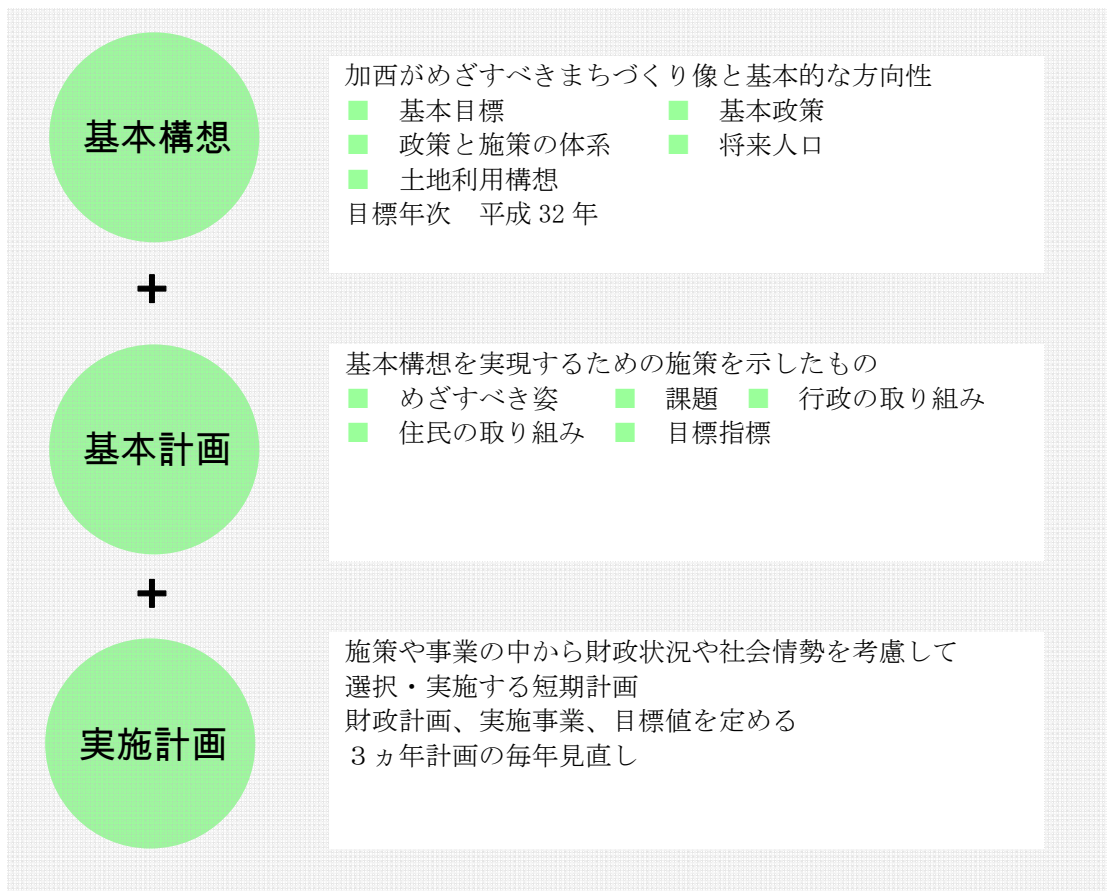 基本構想
加西がめざすべきまちづくり像と基本的な方向性
■ 基本目標 ■ 基本政策
■ 政策と施策の体系 ■ 将来人口
■ 土地利用構想
目標年次 平成 32 年
+
基本計画
基本構想を実現するための施策を示したもの
■ めざすべき姿 ■ 課題 ■ 行政の取り組み
■ 住民の取り組み ■ 目標指標
+
実施計画
施策や事業の中から財政状況や社会情勢を考慮して
選択・実施する短期計画
財政計画、実施事業、目標値を定める
３ヵ年計画の毎年見直し